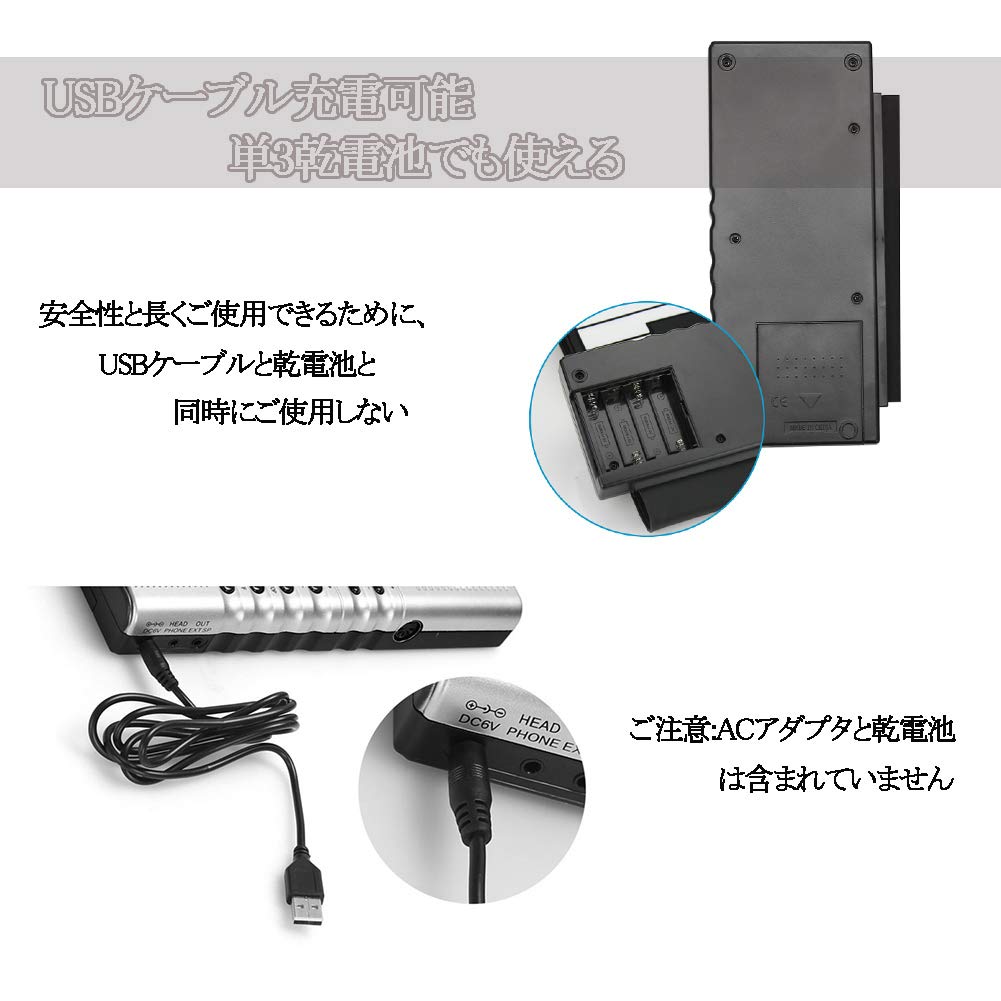 USBケーブル充電可能
単3乾電池でも使える
安全性と長くご使用できるために、
USBケーブルと乾電池と
同時にご使用しない
CE
MADE IN CHINA
HEAD OUT
DC6V PHONE EXT SP
HEAD
DC6V PHONE EX
ご注意:ACアダプタと乾電池
は含まれていません